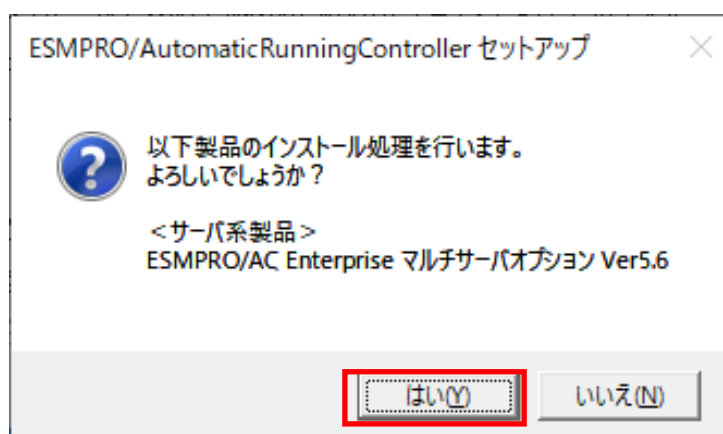 ESMPRO/AutomaticRunningController セットアップ
以下製品のインストール処理を行います。
よろしいでしょうか？
＜サーバ系製品＞
ESMPRO/AC Enterprise マルチサーバオプション Ver5.6
はい(Y)
いいえ(N)